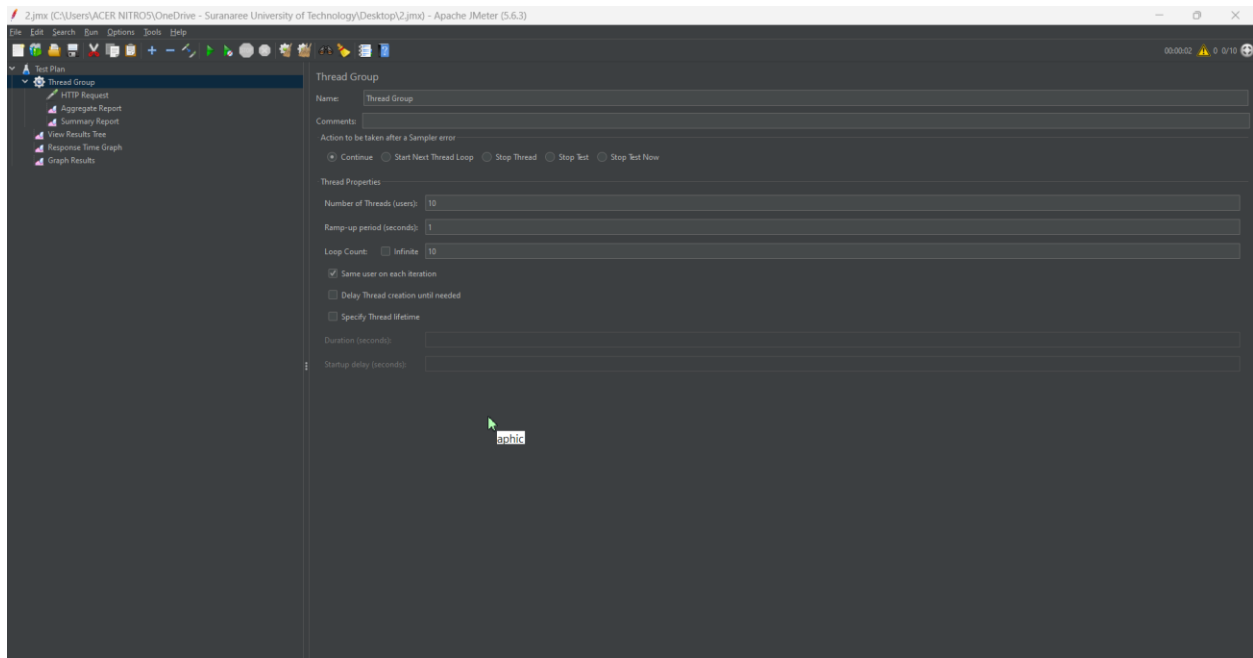 2.jmx (C:\Users\ACER NITRO5\OneDrive - Suranaree University of Technology\Desktop\2.jmx) - Apache JMeter (5.6.3)
File Edit Search Run Options Tools Help
00:00:02 0 0/10
Test Plan
Thread Group
HTTP Request
Aggregate Report
Summary Report
View Results Tree
Response Time Graph
Graph Results
Thread Group
Name: Thread Group
Comments:
Action to be taken after a Sampler error
Continue Start Next Thread Loop Stop Thread Stop Test Stop Test Now
Thread Properties
Number of Threads (users): 10
Ramp-up period (seconds): 1
Loop Count: Infinite 10
Same user on each iteration
Delay Thread creation until needed
Specify Thread lifetime
Duration (seconds):
Startup delay (seconds):
aphic